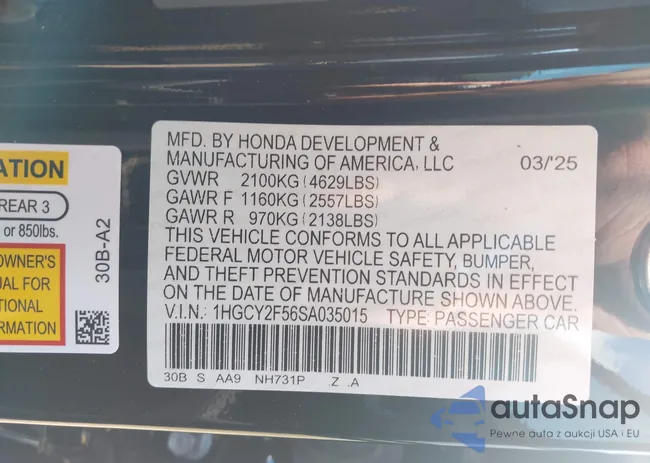 ATION
REAR 3
or 850lbs.
OWNER'S
UAL FOR
TIONAL
FORMATION
30B-A2
MFD. BY HONDA DEVELOPMENT &
MANUFACTURING OF AMERICA, LLC 03/'25
GVWR 2100KG (4629LBS)
GAWR F 1160KG (2557LBS)
GAWR R 970KG (2138LBS)
THIS VEHICLE CONFORMS TO ALL APPLICABLE
FEDERAL MOTOR VEHICLE SAFETY, BUMPER,
AND THEFT PREVENTION STANDARDS IN EFFECT
ON THE DATE OF MANUFACTURE SHOWN ABOVE.
V.I.N.: 1HGCY2F56SA035015 TYPE: PASSENGER CAR
30B S AA9 NH731P .Z .A
autaSnap
Pewne auta z aukcji USA i EU